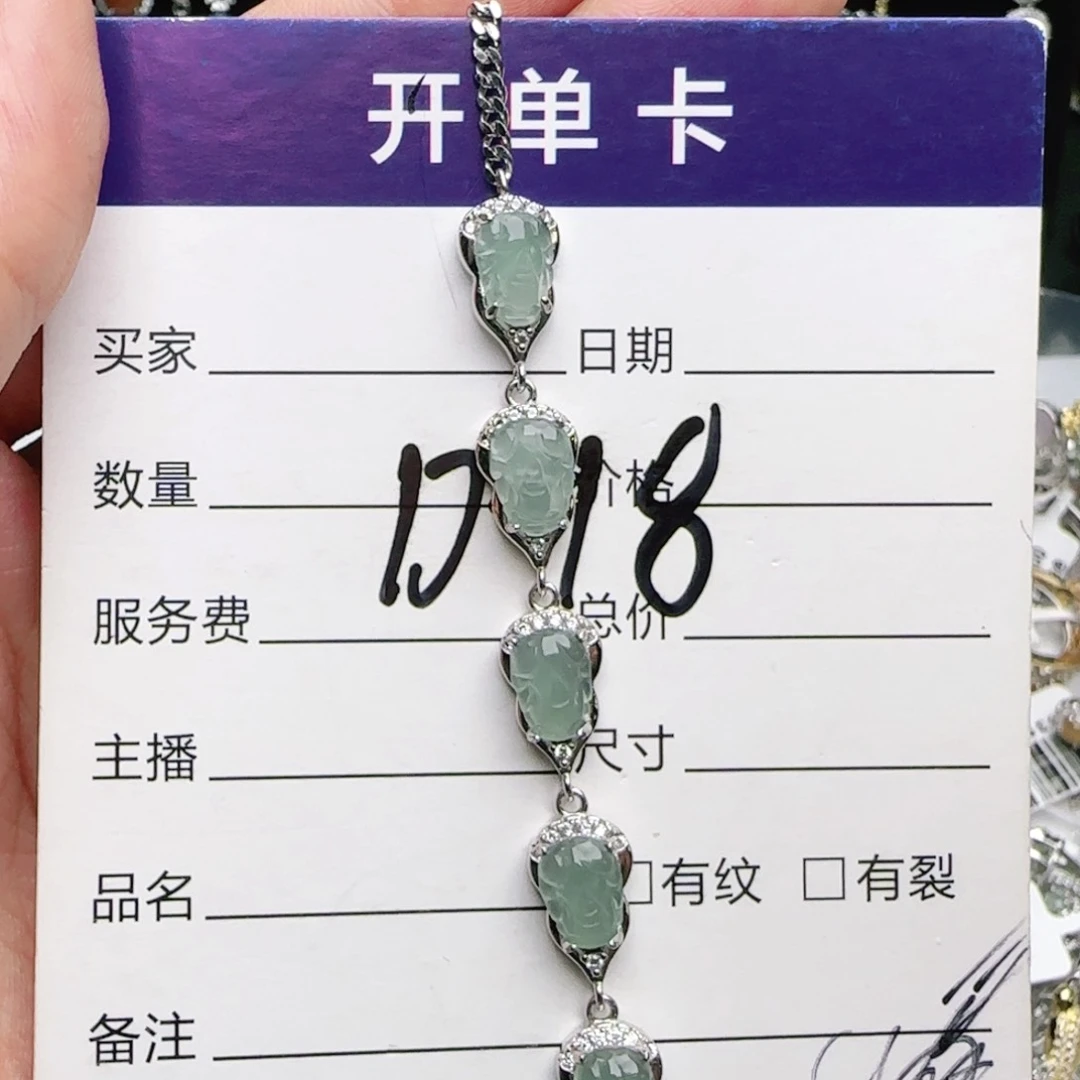 开单卡
买家 日期
数量 价格
D 18
服务费 总价
主播 尺寸
品名 □有纹 □有裂
备注